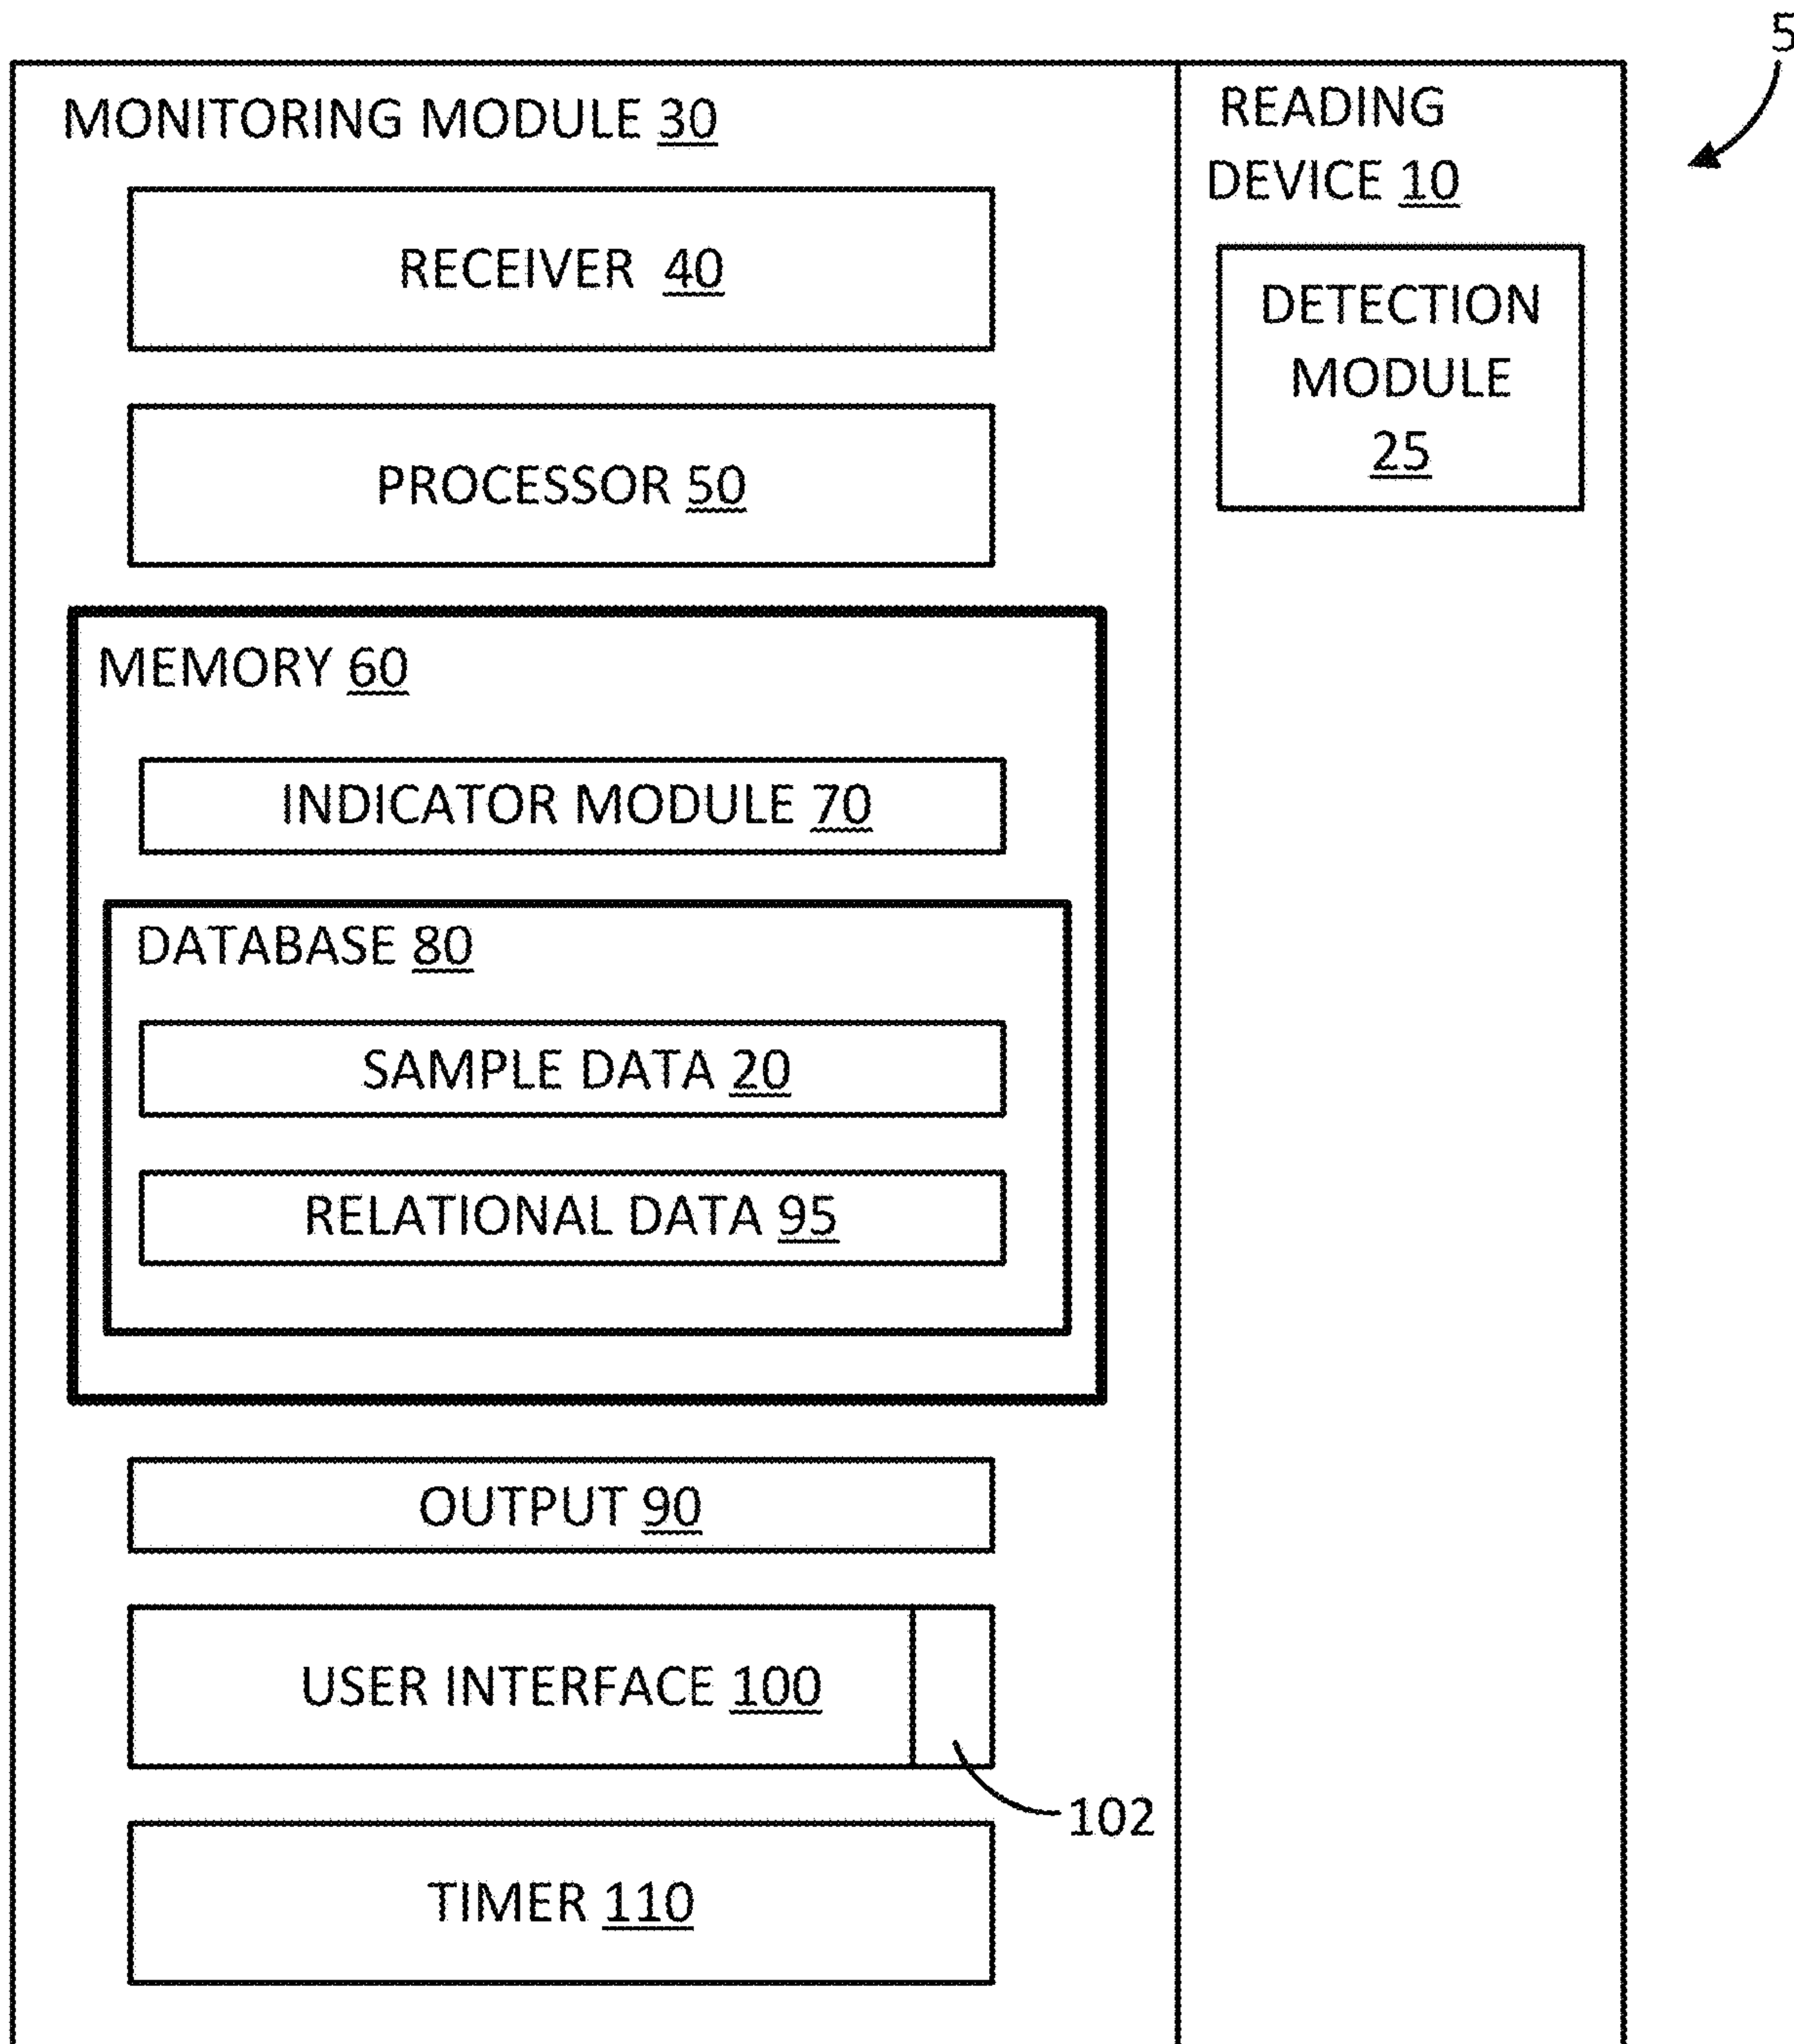 5
MONITORING MODULE 30
READING
DEVICE 10
RECEIVER 40
DETECTION
MODULE
25
PROCESSOR 50
MEMORY 60
INDICATOR MODULE 70
DATABASE 80
SAMPLE DATA 20
RELATIONAL DATA 95
OUTPUT 90
USER INTERFACE 100
102
TIMER 110